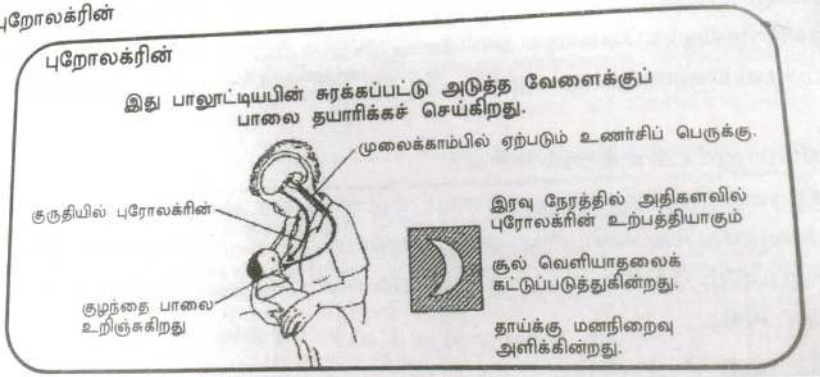 புறோலக்ரின்
புறோலக்ரின்
இது பாலூட்டியபின் சுரக்கப்பட்டு அடுத்த வேளைக்குப்
பாலை தயாரிக்கச் செய்கிறது.
முலைக்காம்பில் ஏற்படும் உணர்சிப் பெருக்கு.
குருதியில் புரோலக்ரின்
இரவு நேரத்தில் அதிகளவில்
புரோலக்ரின் உற்பத்தியாகும்
சூல் வெளியாதலைக்
கட்டுப்படுத்துகின்றது.
குழந்தை பாலை
உறிஞ்சுகிறது
தாய்க்கு மனநிறைவு
அளிக்கின்றது.